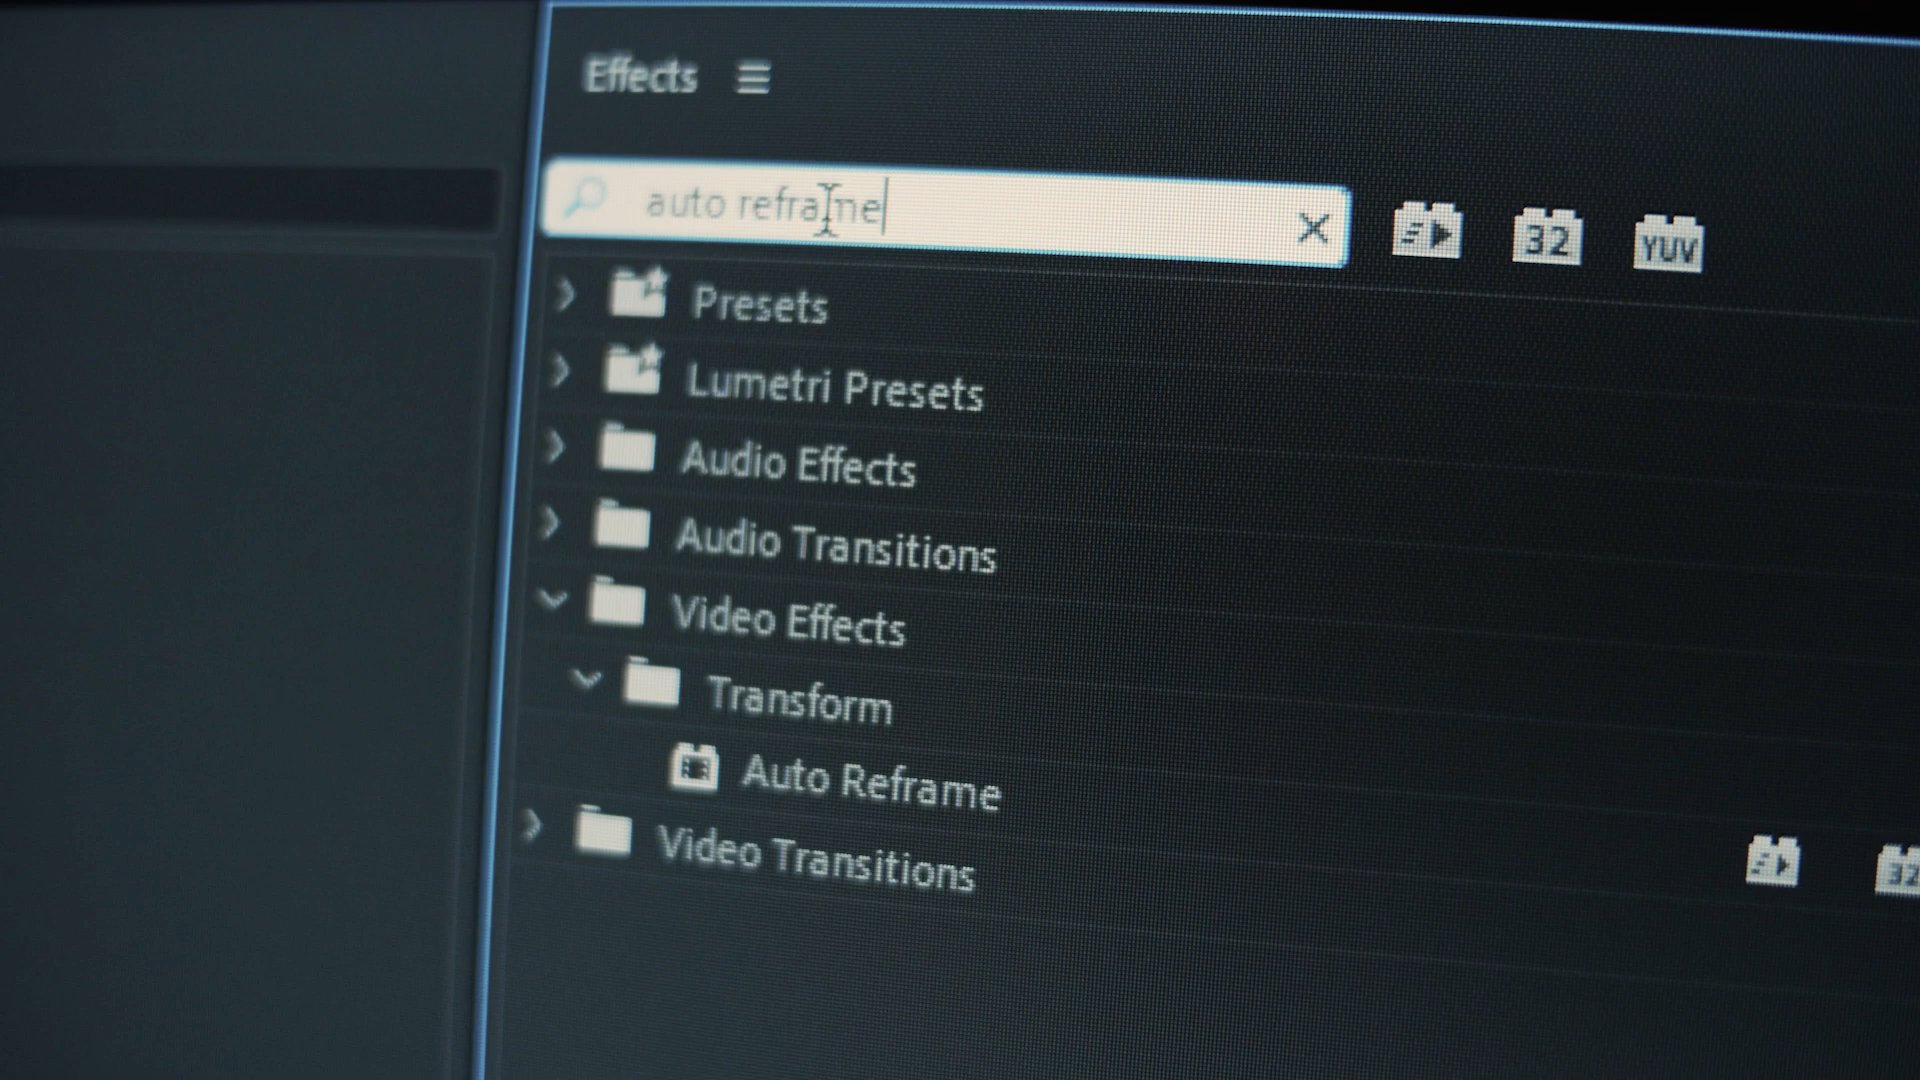 Effects
auto reframe
32
YUV
Presets
Lumetri Presets
Audio Effects
Audio Transitions
Video Effects
Transform
Auto Reframe
Video Transitions
32